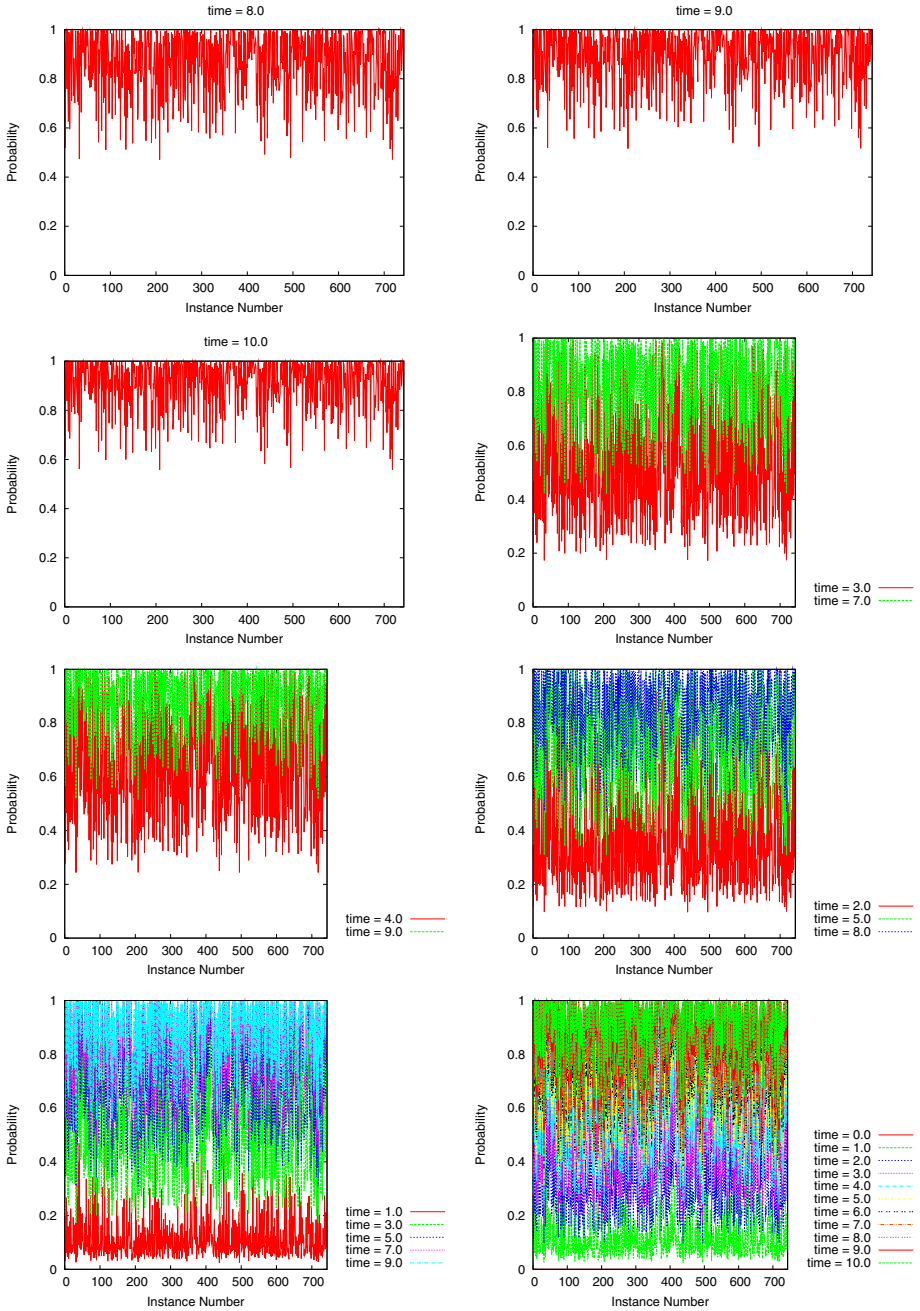 time = 8.0
1
0.8
0.6
0.4
0.2
0
Probability
0 100 200 300 400 500 600 700
Instance Number
time = 9.0
1
0.8
0.6
0.4
0.2
0
Probability
0 100 200 300 400 500 600 700
Instance Number
time = 10.0
1
0.8
0.6
0.4
0.2
0
Probability
0 100 200 300 400 500 600 700
Instance Number
1
0.8
0.6
0.4
0.2
0
Probability
0 100 200 300 400 500 600 700
Instance Number
time = 3.0
time = 7.0
1
0.8
0.6
0.4
0.2
0
Probability
0 100 200 300 400 500 600 700
Instance Number
time = 4.0
time = 9.0
1
0.8
0.6
0.4
0.2
0
Probability
0 100 200 300 400 500 600 700
Instance Number
time = 2.0
time = 5.0
time = 8.0
1
0.8
0.6
0.4
0.2
0
Probability
0 100 200 300 400 500 600 700
Instance Number
time = 1.0
time = 3.0
time = 5.0
time = 7.0
time = 9.0
1
0.8
0.6
0.4
0.2
0
Probability
0 100 200 300 400 500 600 700
Instance Number
time = 0.0
time = 1.0
time = 2.0
time = 3.0
time = 4.0
time = 5.0
time = 6.0
time = 7.0
time = 8.0
time = 9.0
time = 10.0